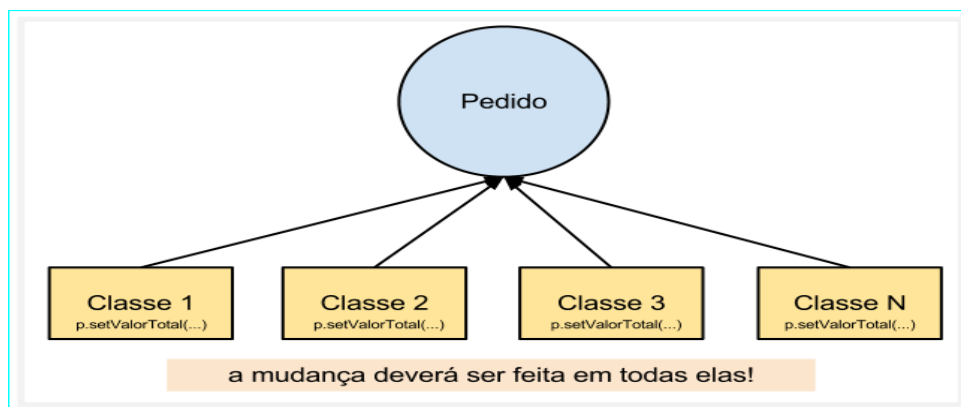 Pedido
Classe 1
p.setValorTotal(...)
Classe 2
p.setValorTotal(...)
Classe 3
p.setValorTotal(...)
Classe N
p.setValorTotal(...)
a mudança deverá ser feita em todas elas!